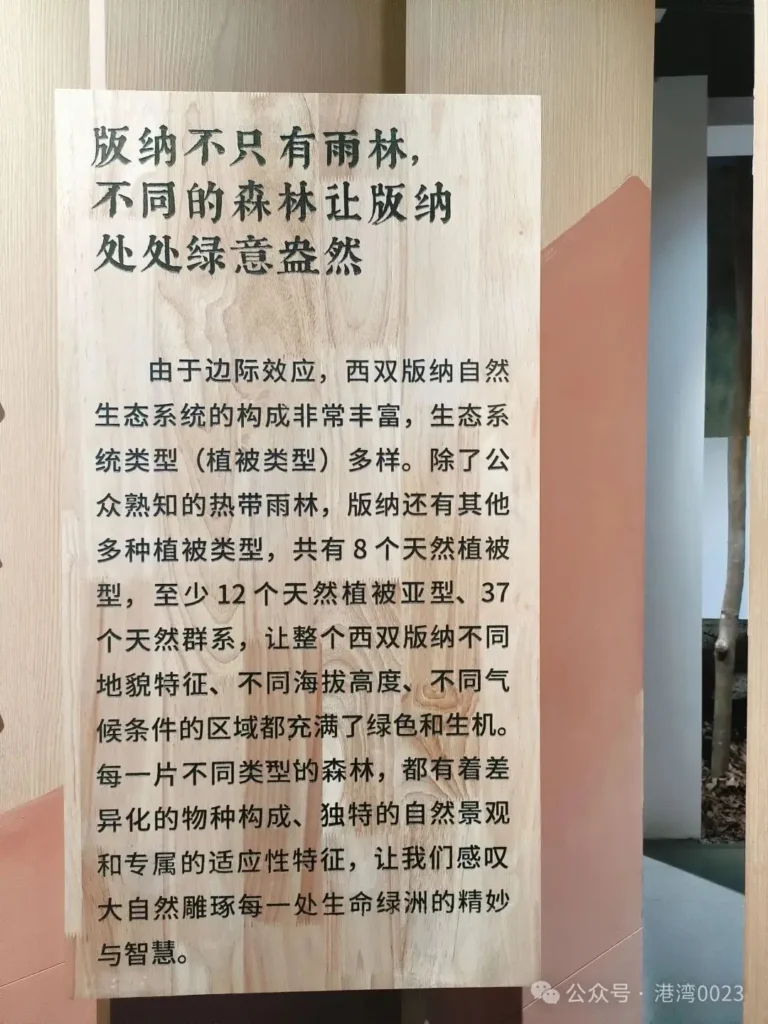 版纳不只有雨林，
不同的森林让版纳
处处绿意盎然
由于边际效应，西双版纳自然
生态系统的构成非常丰富，生态系
统类型（植被类型）多样。除了公
众熟知的热带雨林，版纳还有其他
多种植被类型，共有8个天然植被
型，至少12个天然植被亚型、37
个天然群系，让整个西双版纳不同
地貌特征、不同海拔高度、不同气
候条件的区域都充满了绿色和生机。
每一片不同类型的森林，都有着差
异化的物种构成、独特的自然景观
和专属的适应性特征，让我们感叹
大自然雕琢每一处生命绿洲的精妙
与智慧。
公众号·港湾0023